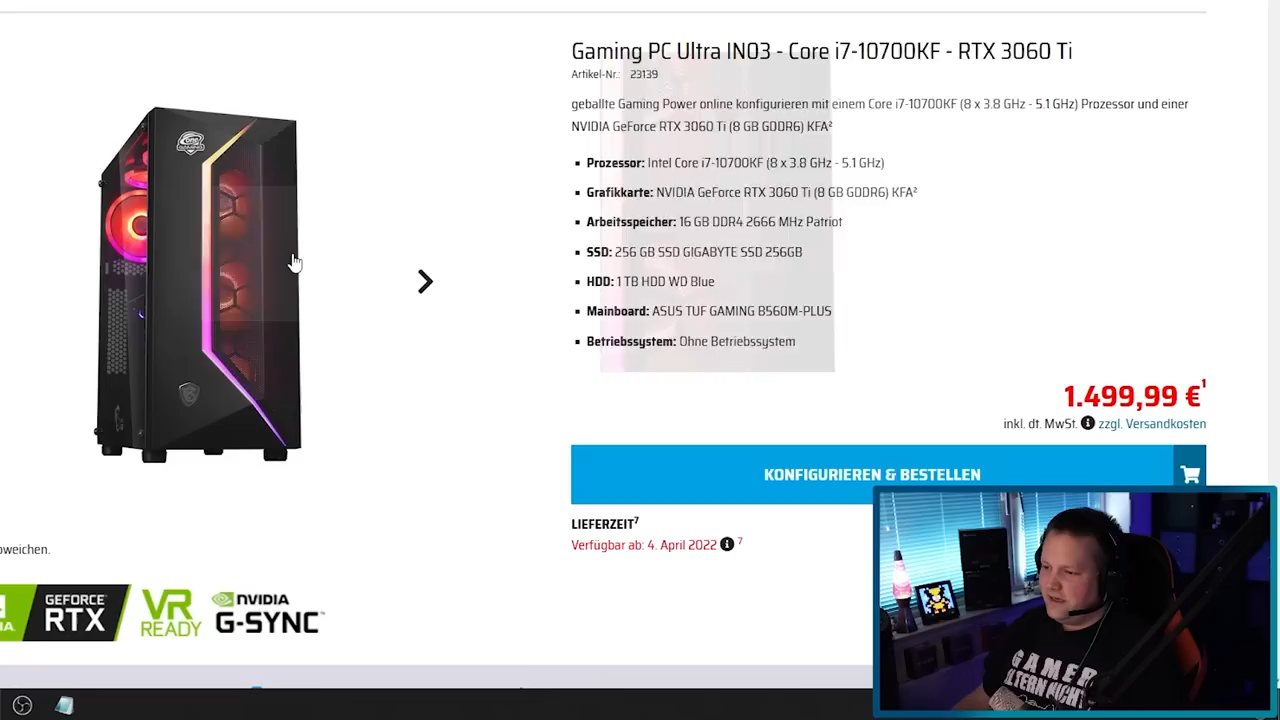 Gaming PC Ultra IN03 - Core i7-10700KF - RTX 3060 Ti
Artikel-Nr.: 23139
geballte Gaming Power online konfigurieren mit einem Core i7-10700KF (8 x 3.8 GHz - 5.1 GHz) Prozessor und einer
NVIDIA GeForce RTX 3060 Ti (8 GB GDDR6) KFA²
Prozessor: Intel Core i7-10700KF (8 x 3.8 GHz - 5.1 GHz)
Grafikkarte: NVIDIA GeForce RTX 3060 Ti (8 GB GDDR6) KFA²
Arbeitsspeicher: 16 GB DDR4 2666 MHz Patriot
SSD: 256 GB SSD GIGABYTE SSD 256GB
HDD: 1 TB HDD WD Blue
Mainboard: ASUS TUF GAMING B560M-PLUS
Betriebssystem: Ohne Betriebssystem
1.499,99 €¹
inkl. dt. MwSt. zzgl. Versandkosten
KONFIGURIEREN & BESTELLEN
LIEFERZEIT⁷
Verfügbar ab: 4. April 2022 ⁷
oweichen.
GEFORCE
RTX
VR
READY
NVIDIA
G-SYNC
GAMER
ALTERN NICHT